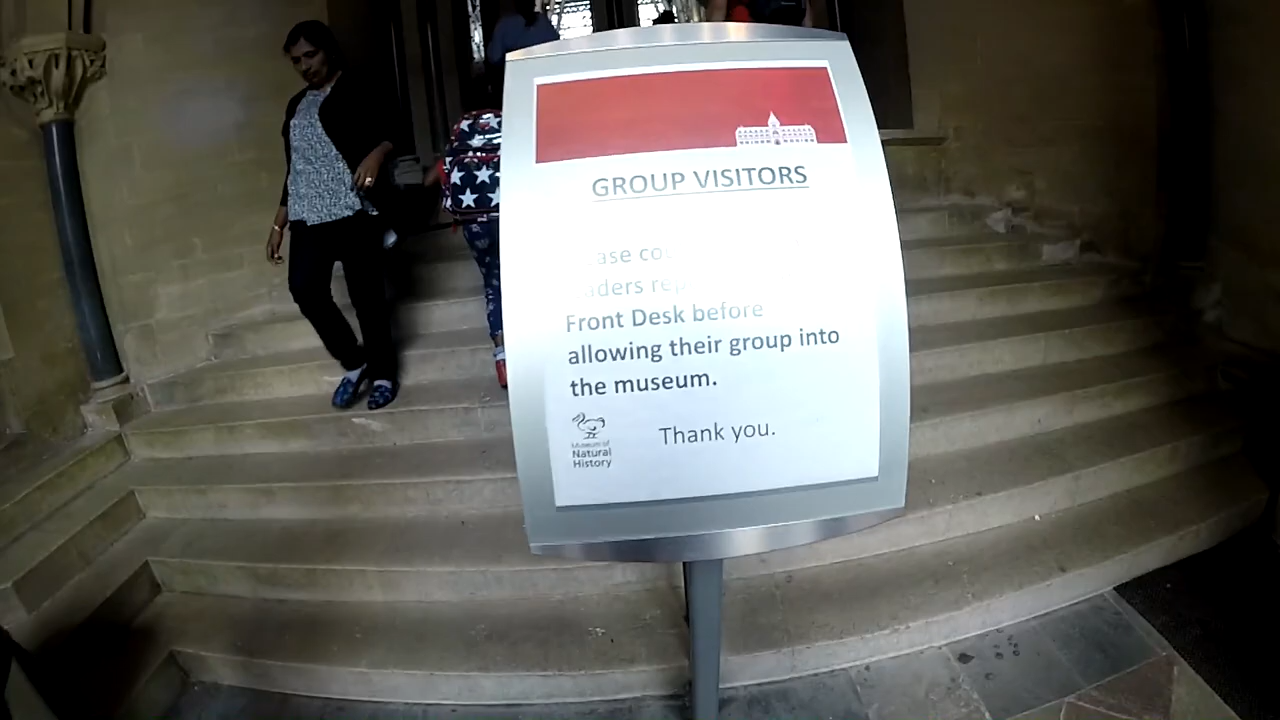 GROUP VISITORS
Front Desk before
allowing their group into
the museum.
Thank you.
Museum of
Natural
History